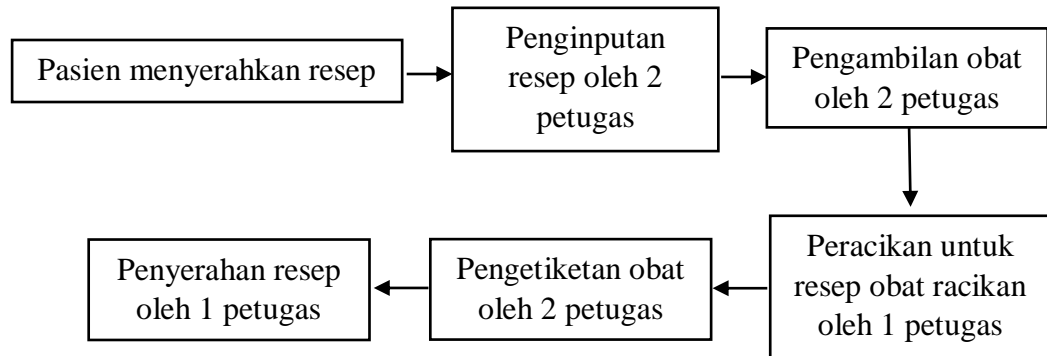 Pasien menyerahkan resep
Penginputan
resep oleh 2
petugas
Pengambilan obat
oleh 2 petugas
Peracikan untuk
resep obat racikan
oleh 1 petugas
Pengetiketan obat
oleh 2 petugas
Penyerahan resep
oleh 1 petugas